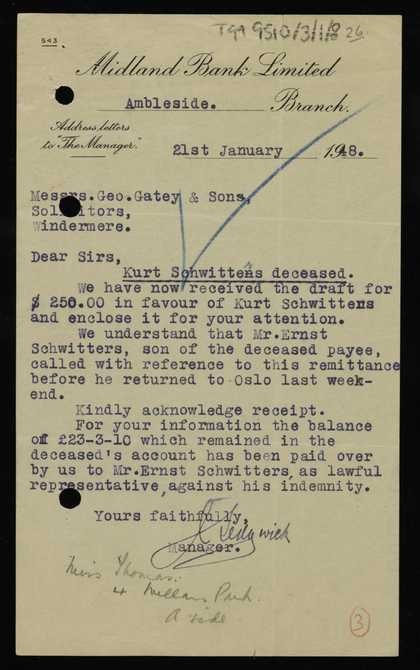 543
TGA 9510/3/1/8
26.
Midland Bank Limited
Ambleside. Branch.
Address letters
to "The Manager."
21st January 1948.
Messrs. Geo. Gatey & Sons,
Solicitors,
Windermere.
Dear Sirs,
Kurt Schwittens deceased.
We have now received the draft for
$ 250.00 in favour of Kurt Schwittens
and enclose it for your attention.
We understand that Mr.Ernst
Schwitters, son of the deceased payee,
called with reference to this remittance
before he returned to Oslo last week-
end.
Kindly acknowledge receipt.
For your information the balance
of £23-3-10 which remained in the
deceased's account has been paid over
by us to Mr.Ernst Schwitters, as lawful
representative, against his indemnity.
Yours faithfully,
Sedgwick
Manager.
Miss Thomas.
4 Millans Park.
A'side
3